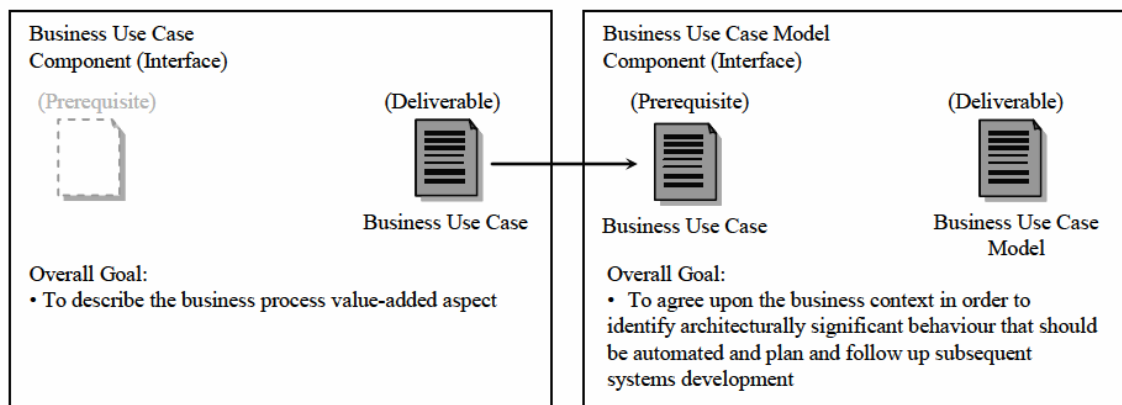 Business Use Case
Component (Interface)
(Prerequisite)
(Deliverable)
Business Use Case
Overall Goal:
• To describe the business process value-added aspect
Business Use Case Model
Component (Interface)
(Prerequisite)
(Deliverable)
Business Use Case
Business Use Case
Model
Overall Goal:
• To agree upon the business context in order to
identify architecturally significant behaviour that should
be automated and plan and follow up subsequent
systems development